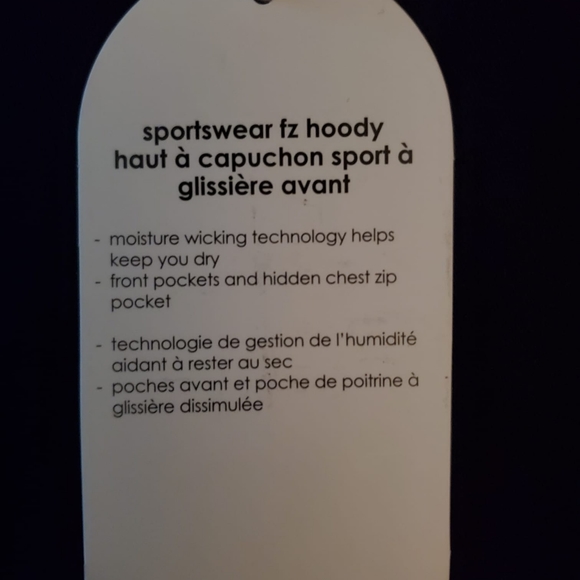 sportswear fz hoody
haut à capuchon sport à
glissière avant
- moisture wicking technology helps
keep you dry
- front pockets and hidden chest zip
pocket
- technologie de gestion de l'humidité
aidant à rester au sec
- poches avant et poche de poitrine à
glissière dissimulée